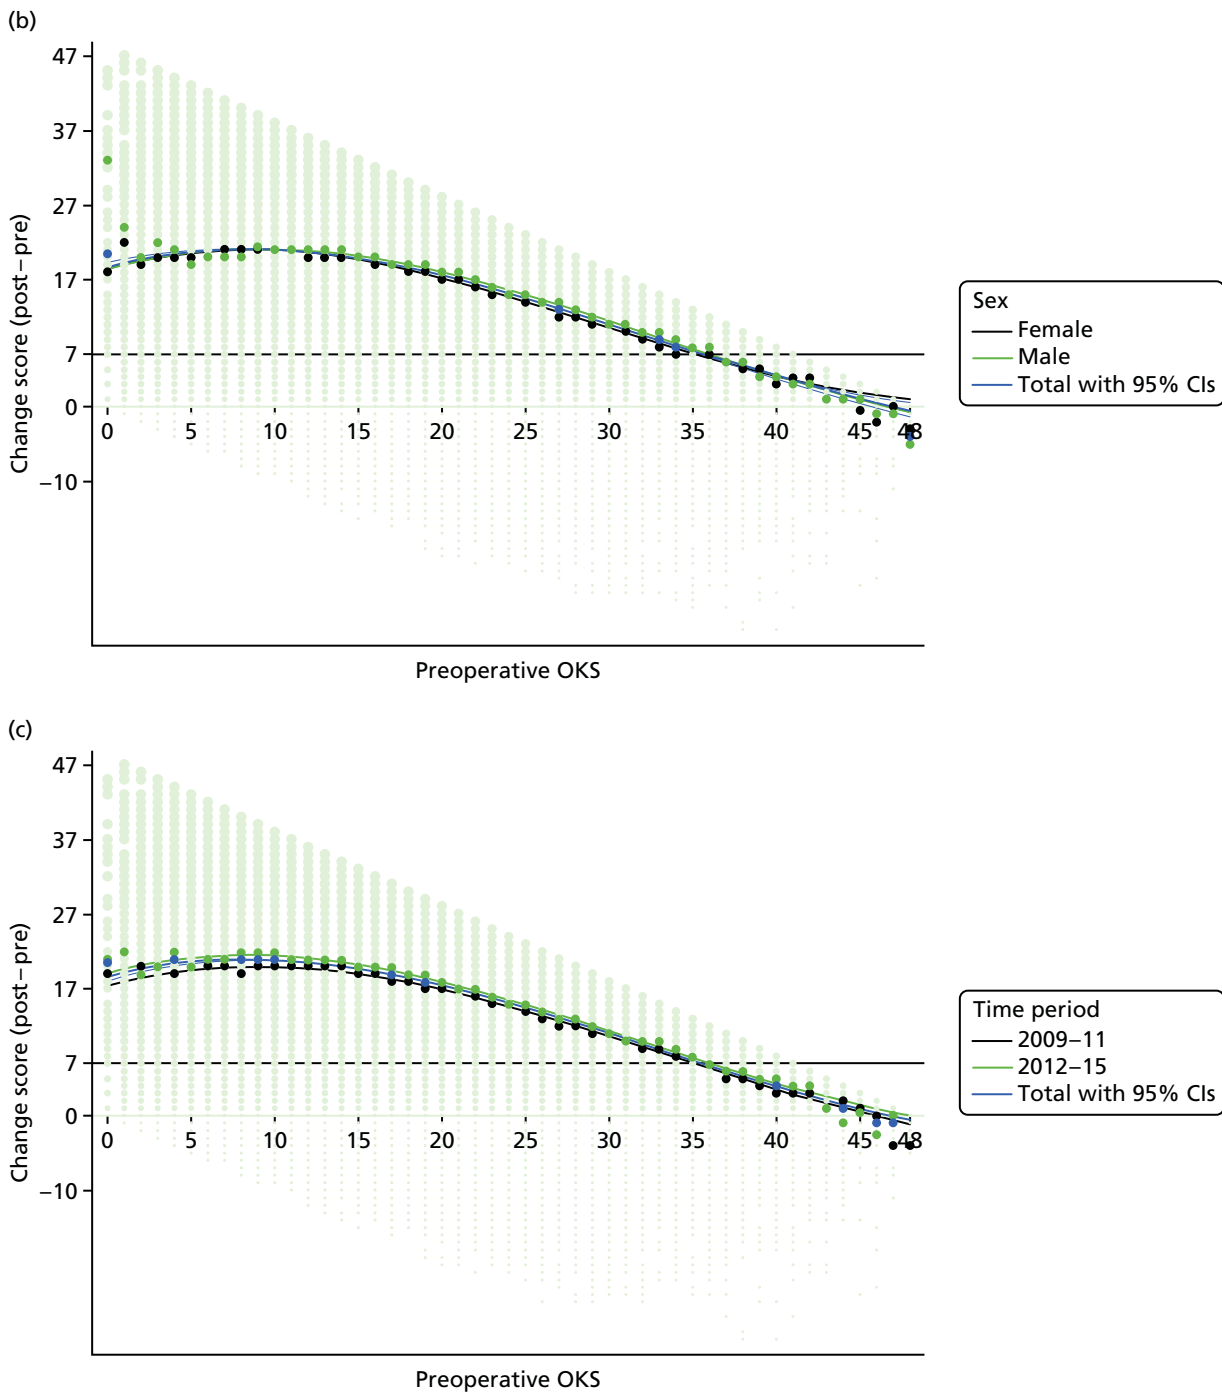 (b)
47
37
27
17
7
0
−10
Change score (post−pre)
0 5 10 15 20 25 30 35 40 45 48
Preoperative OKS
Sex
Female
Male
Total with 95% CIs
(c)
47
37
27
17
7
0
−10
Change score (post−pre)
0 5 10 15 20 25 30 35 40 45 48
Preoperative OKS
Time period
2009−11
2012−15
Total with 95% CIs